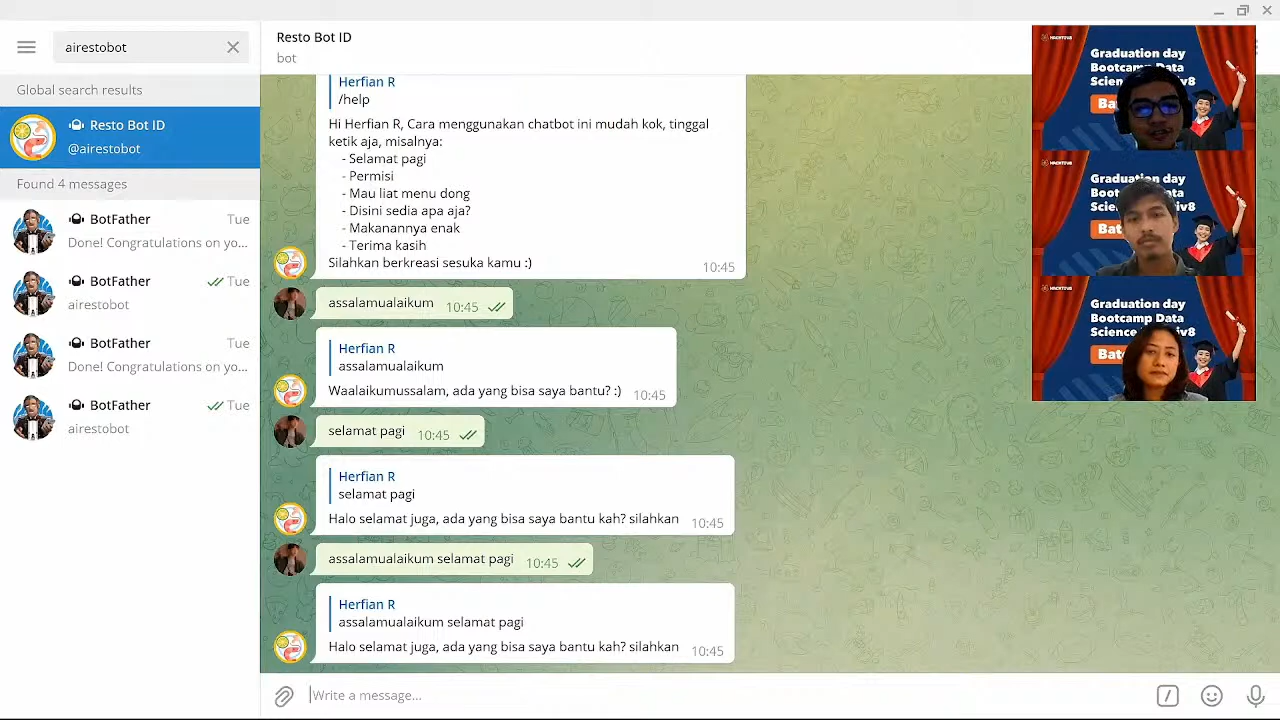 airestobot
Global search results
Resto Bot ID
@airestobot
Found 4 messages
BotFather Tue
Done! Congratulations on yo...
BotFather Tue
airestobot
BotFather Tue
Done! Congratulations on yo...
BotFather Tue
airestobot
Resto Bot ID
bot
Herfian R
/help
Hi Herfian R, Cara menggunakan chatbot ini mudah kok, tinggal
ketik aja, misalnya:
- Selamat pagi
- Permisi
- Mau liat menu dong
- Disini sedia apa aja?
- Makanannya enak
- Terima kasih
Silahkan berkreasi sesuka kamu :)
10:45
assalamualaikum 10:45
Herfian R
assalamualaikum
Waalaikumussalam, ada yang bisa saya bantu? :) 10:45
selamat pagi 10:45
Herfian R
selamat pagi
Halo selamat juga, ada yang bisa saya bantu kah? silahkan 10:45
assalamualaikum selamat pagi 10:45
Herfian R
assalamualaikum selamat pagi
Halo selamat juga, ada yang bisa saya bantu kah? silahkan 10:45
Write a message...
HACKTIV8
Graduation day
Bootcamp Data
HACKTIV8
Graduation day
HACKTIV8
Graduation day
Bootcamp Data